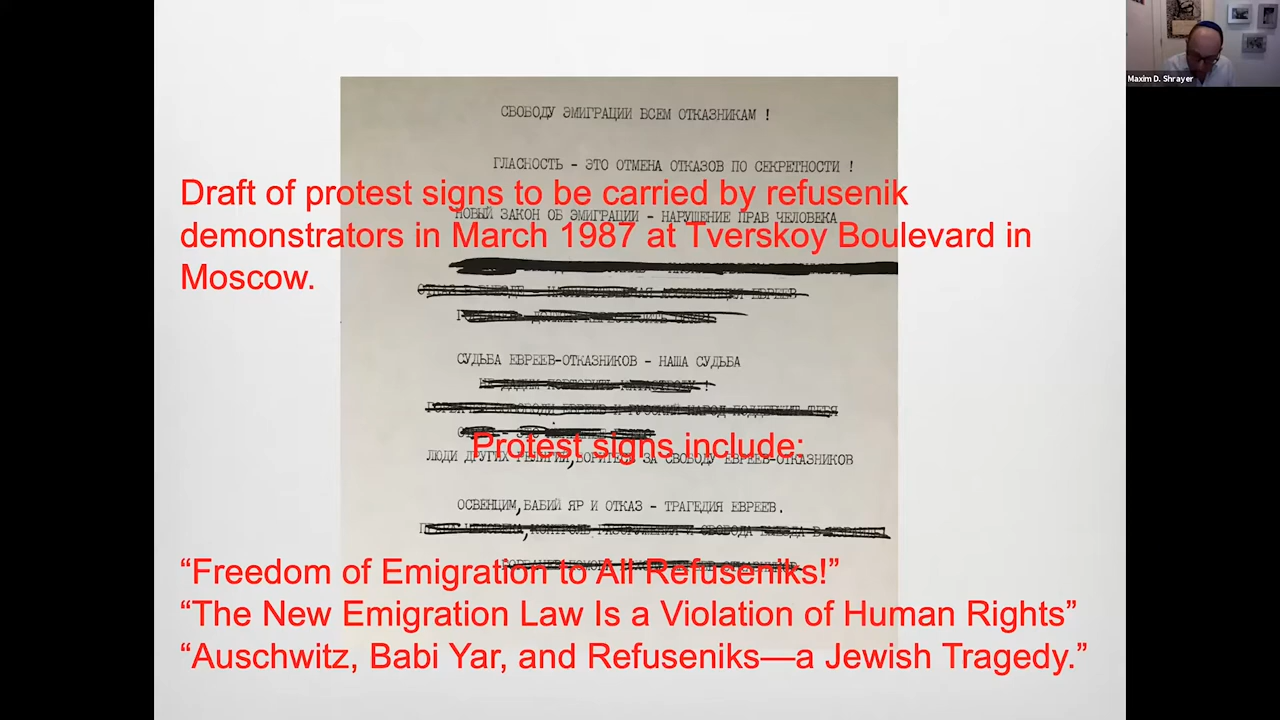 Maxim D. Shrayer
СВОБОДУ ЭМИГРАЦИИ ВСЕМ ОТКАЗНИКАМ !
ГЛАСНОСТЬ - ЭТО ОТМЕНА ОТКАЗОВ ПО СЕКРЕТНОСТИ !
Draft of protest signs to be carried by refusenik
НОВЫЙ ЗАКОН ОБ ЭМИГРАЦИИ - НАРУШЕНИЕ ПРАВ ЧЕЛОВЕКА
demonstrators in March 1987 at Tverskoy Boulevard in
Moscow.
СУДЬБА ЕВРЕЕВ-ОТКАЗНИКОВ - НАША СУДЬБА
Protest signs include:
ЛЮДИ ДРУГИХ РЕЛИГИЙ, БОРИТЕСЬ ЗА СВОБОДУ ЕВРЕЕВ-ОТКАЗНИКОВ
ОСВЕНЦИМ, БАБИЙ ЯР И ОТКАЗ - ТРАГЕДИЯ ЕВРЕЕВ.
“Freedom of Emigration to All Refuseniks!”
“The New Emigration Law Is a Violation of Human Rights”
“Auschwitz, Babi Yar, and Refuseniks—a Jewish Tragedy.”